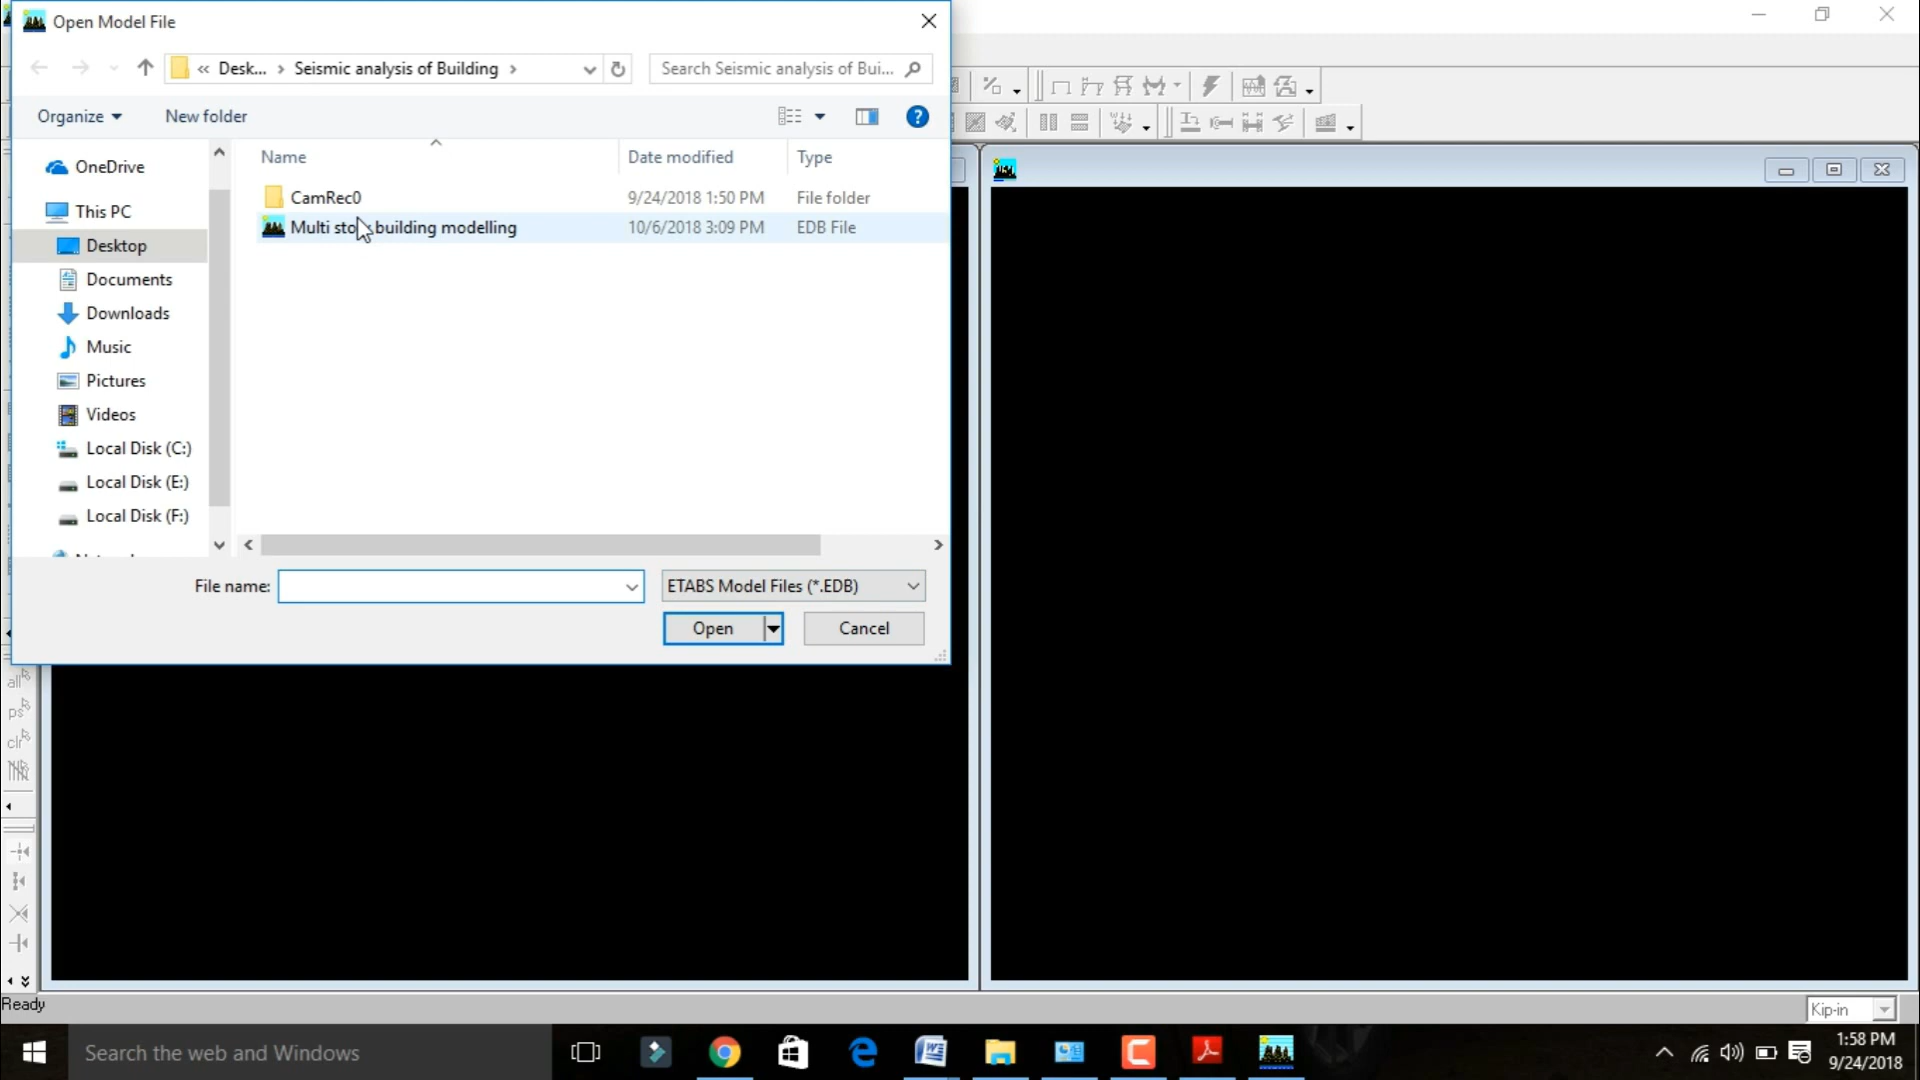 Open Model File
« Desk... > Seismic analysis of Building >
Search Seismic analysis of Bui...
Organize
New folder
Name
Date modified
Type
OneDrive
This PC
Desktop
Documents
Downloads
Music
Pictures
Videos
Local Disk (C:)
Local Disk (E:)
Local Disk (F:)
CamRec0
9/24/2018 1:50 PM
File folder
Multi building modelling
10/6/2018 3:09 PM
EDB File
File name:
ETABS Model Files (*.EDB)
Open
Cancel
all
ps
clr
Ready
Kip-in
Search the web and Windows
1:58 PM
9/24/2018